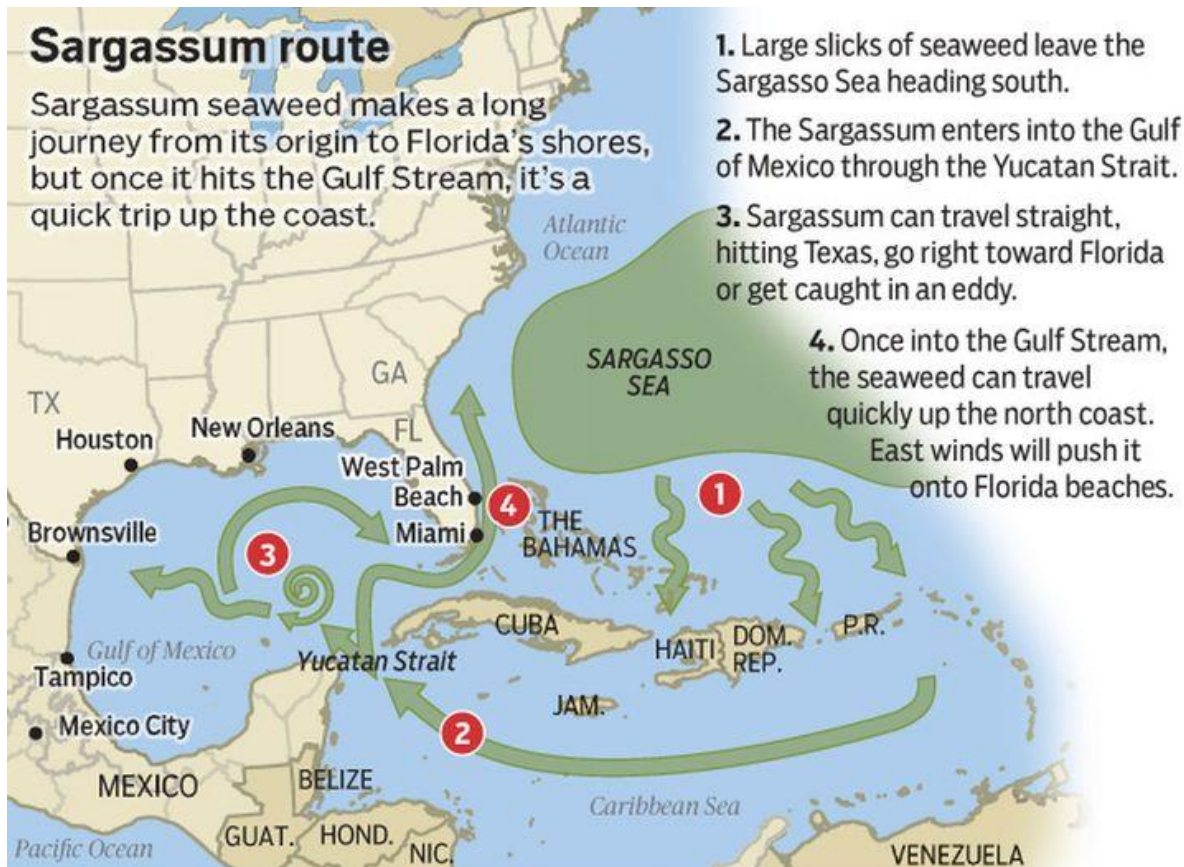 Sargassum route
Sargassum seaweed makes a long
journey from its origin to Florida's shores,
but once it hits the Gulf Stream, it's a
quick trip up the coast.
1. Large slicks of seaweed leave the
Sargasso Sea heading south.
2. The Sargassum enters into the Gulf
of Mexico through the Yucatan Strait.
3. Sargassum can travel straight,
hitting Texas, go right toward Florida
or get caught in an eddy.
4. Once into the Gulf Stream,
the seaweed can travel
quickly up the north coast.
East winds will push it
onto Florida beaches.
Atlantic
Ocean
SARGASSO
SEA
TX
GA
FL
Houston
New Orleans
West Palm
Beach
Miami
Brownsville
1
4
3
2
THE
BAHAMAS
CUBA
HAITI
DOM.
REP.
P.R.
JAM.
Gulf of Mexico
Yucatan Strait
Tampico
Mexico City
MEXICO
BELIZE
GUAT.
HOND.
NIC.
Caribbean Sea
Pacific Ocean
VENEZUELA